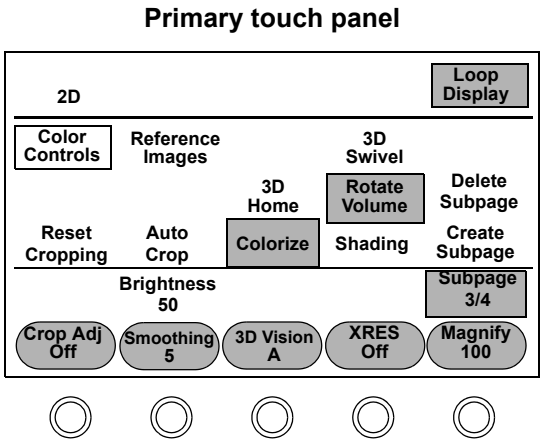 Primary touch panel
2D
Loop
Display
Color
Controls
Reference
Images
3D
Swivel
3D
Home
Rotate
Volume
Delete
Subpage
Reset
Cropping
Auto
Crop
Colorize
Shading
Create
Subpage
Brightness
50
Subpage
3/4
Crop Adj
Off
Smoothing
5
3D Vision
A
XRES
Off
Magnify
100